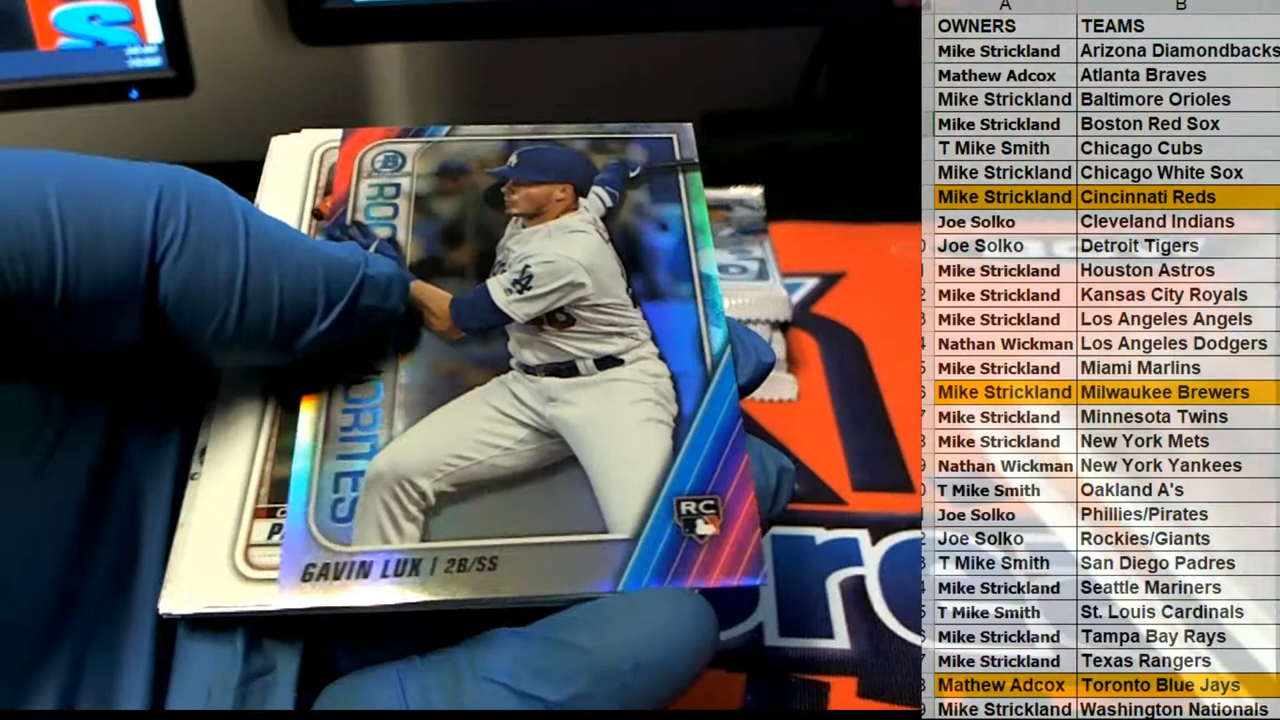 A B
OWNERS TEAMS
Mike Strickland Arizona Diamondbacks
Mathew Adcox Atlanta Braves
Mike Strickland Baltimore Orioles
Mike Strickland Boston Red Sox
T Mike Smith Chicago Cubs
Mike Strickland Chicago White Sox
Mike Strickland Cincinnati Reds
Joe Solko Cleveland Indians
Joe Solko Detroit Tigers
Mike Strickland Houston Astros
Mike Strickland Kansas City Royals
Mike Strickland Los Angeles Angels
Nathan Wickman Los Angeles Dodgers
Mike Strickland Miami Marlins
Mike Strickland Milwaukee Brewers
Mike Strickland Minnesota Twins
Mike Strickland New York Mets
Nathan Wickman New York Yankees
T Mike Smith Oakland A's
Joe Solko Phillies/Pirates
Joe Solko Rockies/Giants
T Mike Smith San Diego Padres
Mike Strickland Seattle Mariners
T Mike Smith St. Louis Cardinals
Mike Strickland Tampa Bay Rays
Mike Strickland Texas Rangers
Mathew Adcox Toronto Blue Jays
Mike Strickland Washington Nationals
B
RC
GAVIN LUX | 2B/SS